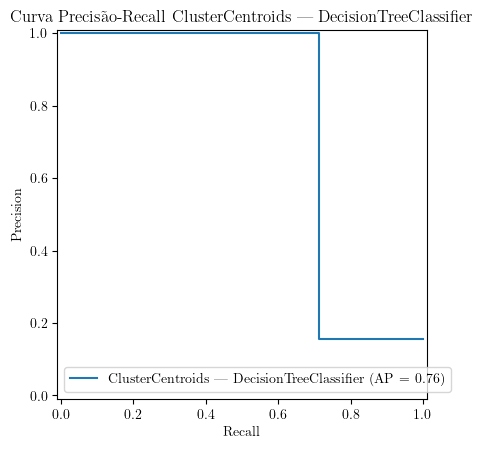 Curva Precisão-Recall ClusterCentroids — DecisionTreeClassifier
1.0
0.8
0.6
0.4
0.2
0.0
Precision
ClusterCentroids — DecisionTreeClassifier (AP = 0.76)
0.0 0.2 0.4 0.6 0.8 1.0
Recall